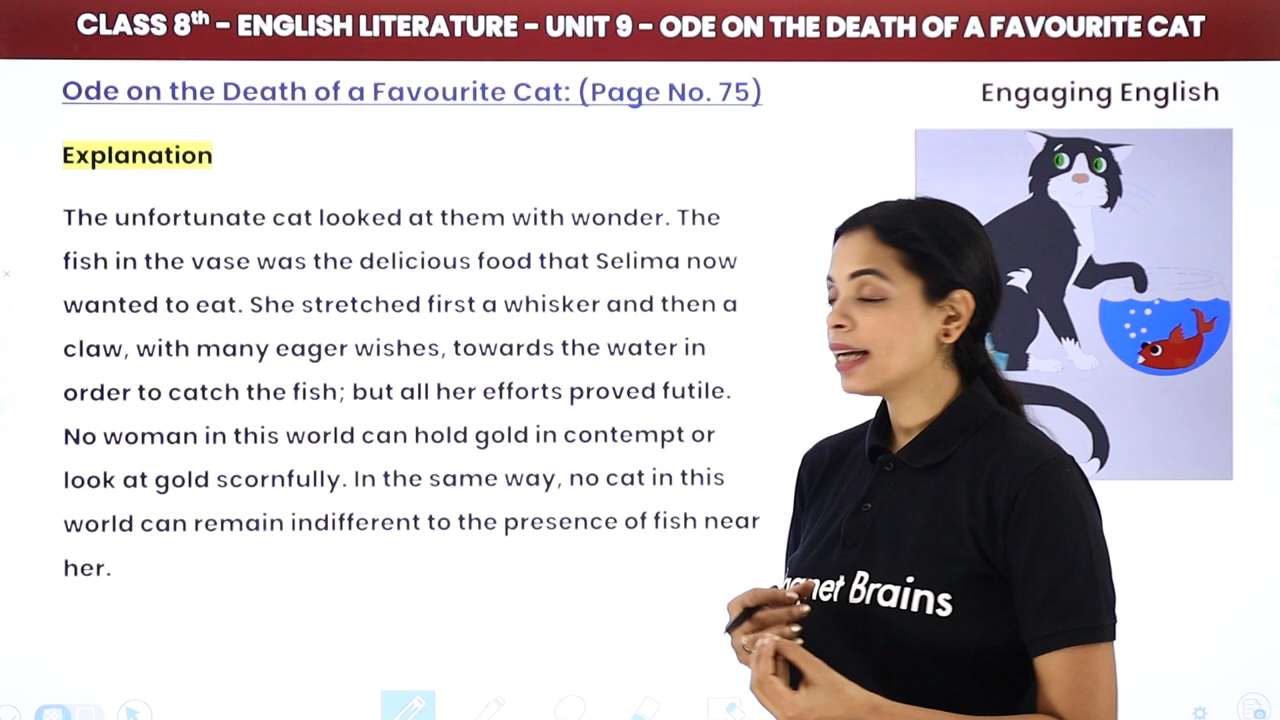 CLASS 8th – ENGLISH LITERATURE – UNIT 9 – ODE ON THE DEATH OF A FAVOURITE CAT
Ode on the Death of a Favourite Cat: (Page No. 75)
Engaging English
Explanation
The unfortunate cat looked at them with wonder. The
fish in the vase was the delicious food that Selima now
wanted to eat. She stretched first a whisker and then a
claw, with many eager wishes, towards the water in
order to catch the fish; but all her efforts proved futile.
No woman in this world can hold gold in contempt or
look at gold scornfully. In the same way, no cat in this
world can remain indifferent to the presence of fish near
her.
Brains